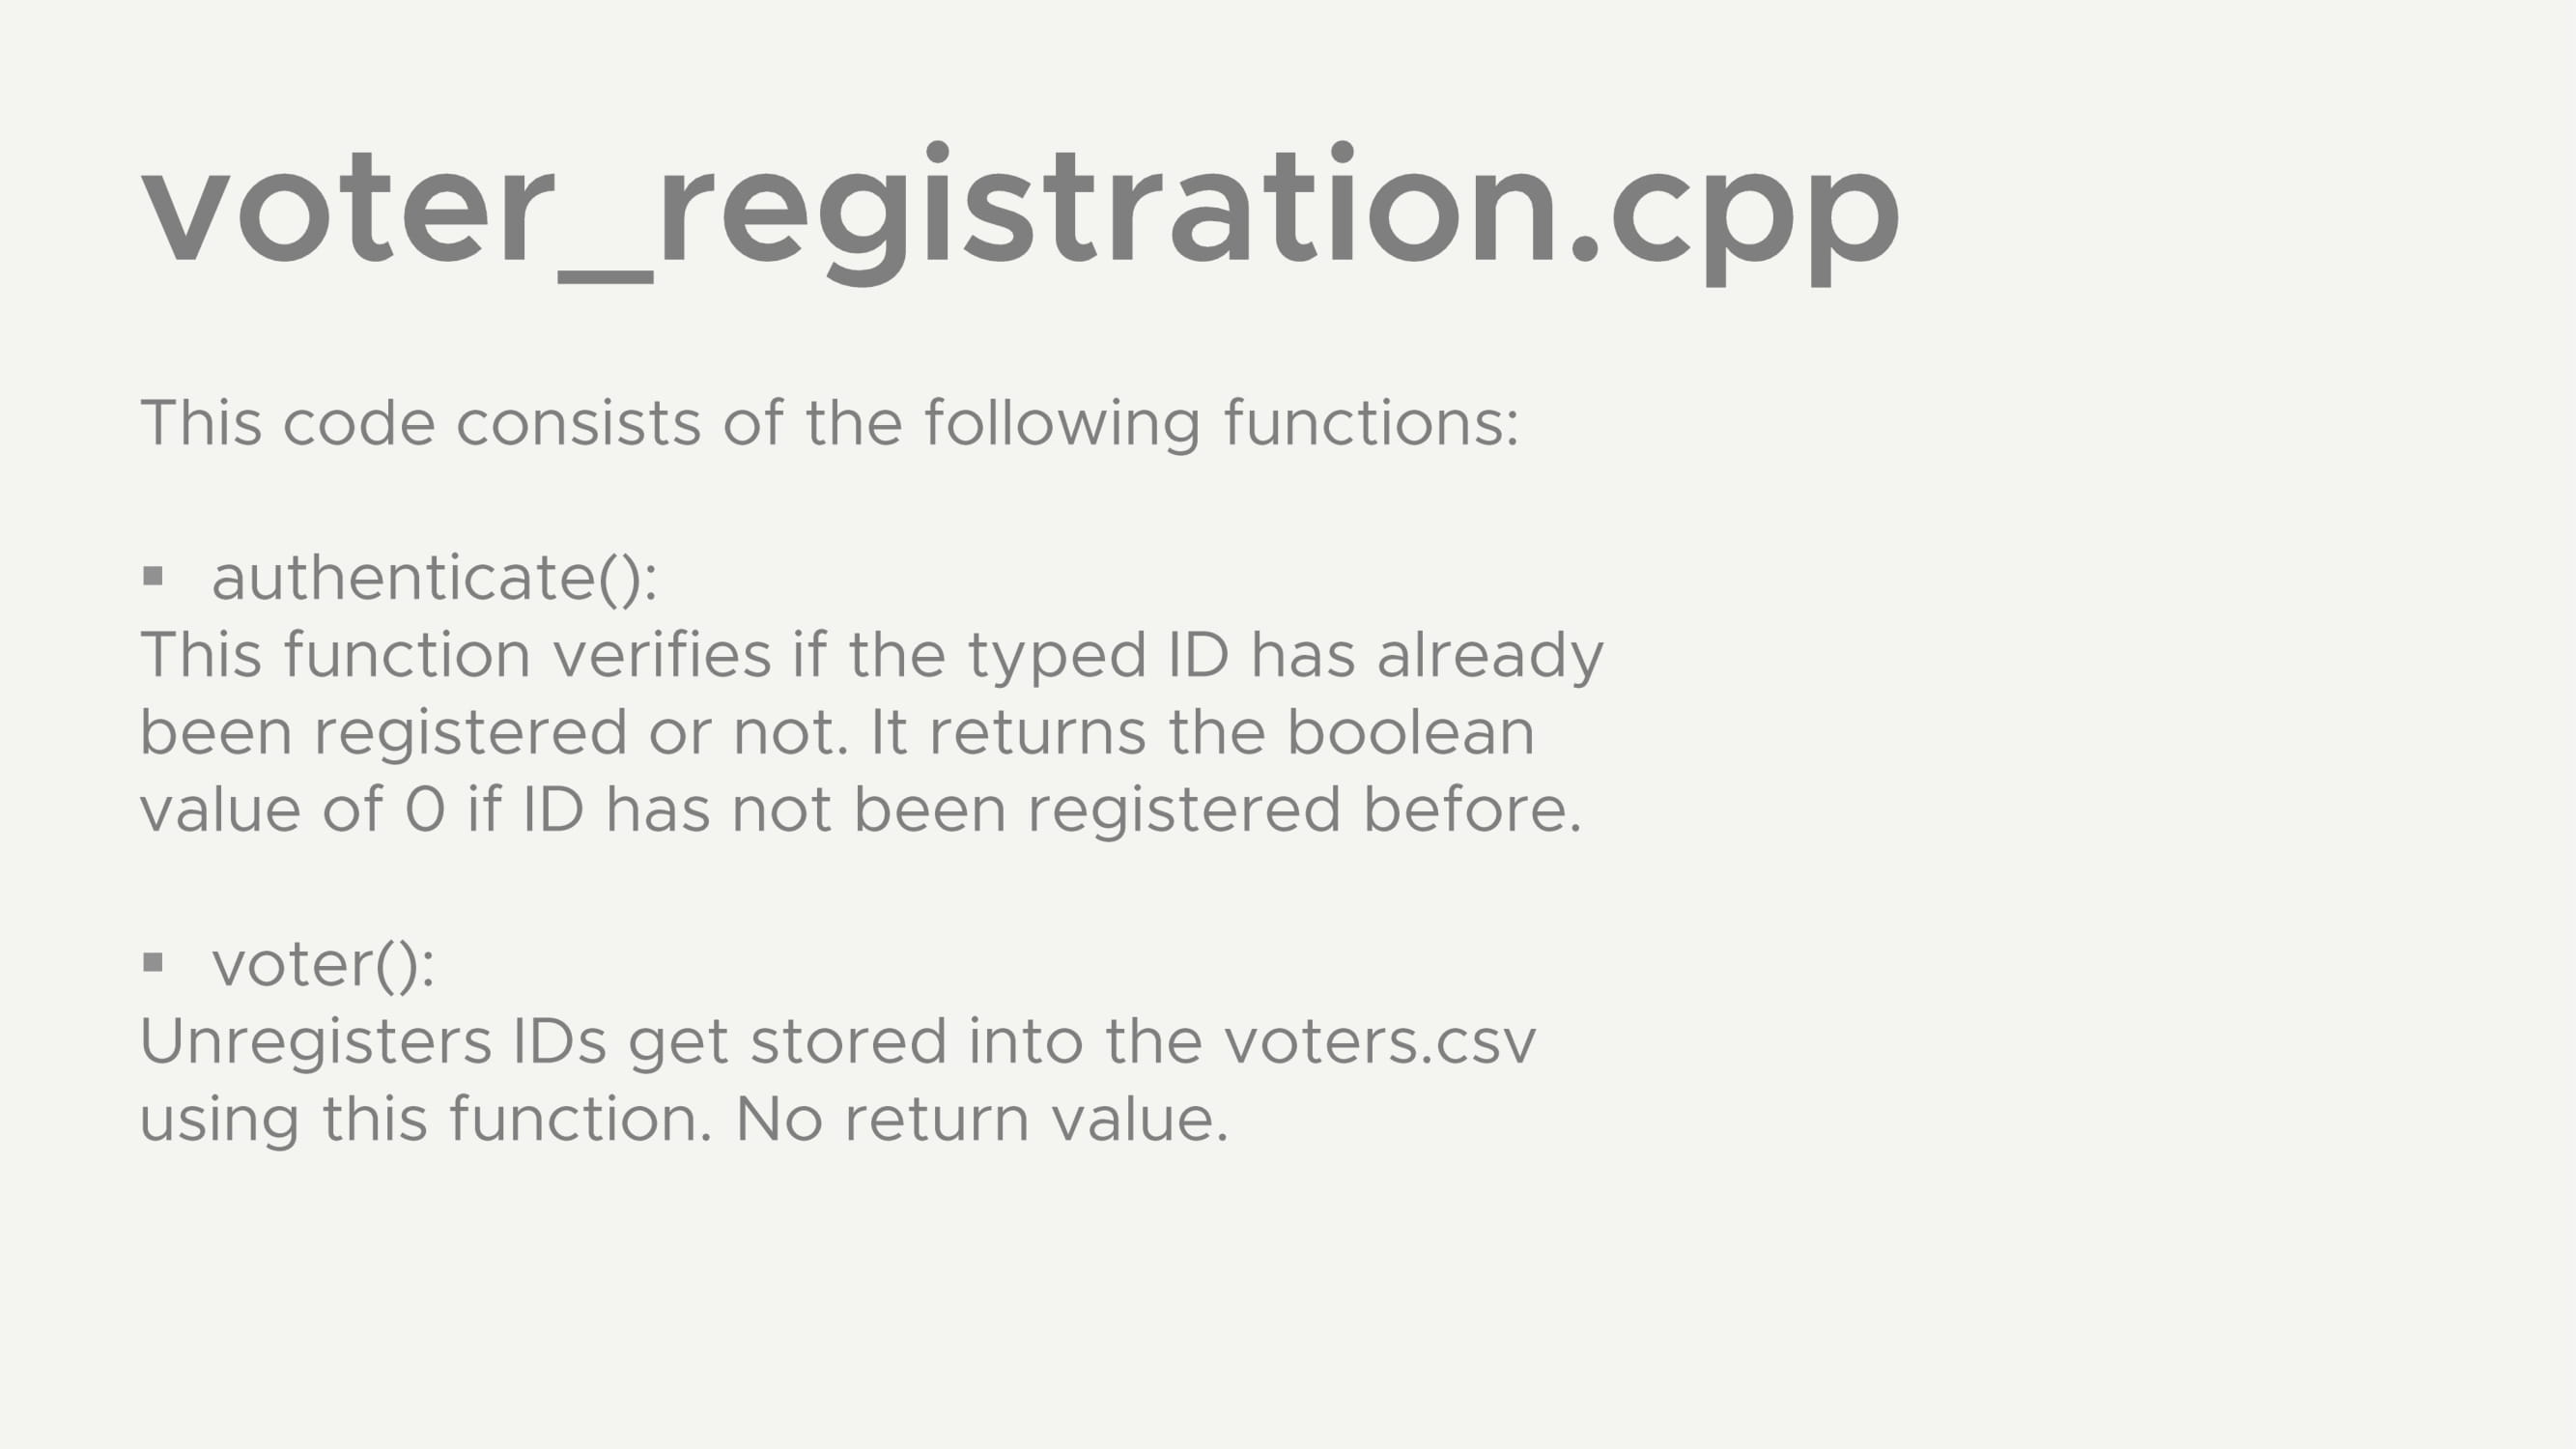 voter_registration.cpp
This code consists of the following functions:
▪ authenticate():
This function verifies if the typed ID has already
been registered or not. It returns the boolean
value of 0 if ID has not been registered before.
▪ voter():
Unregisters IDs get stored into the voters.csv
using this function. No return value.